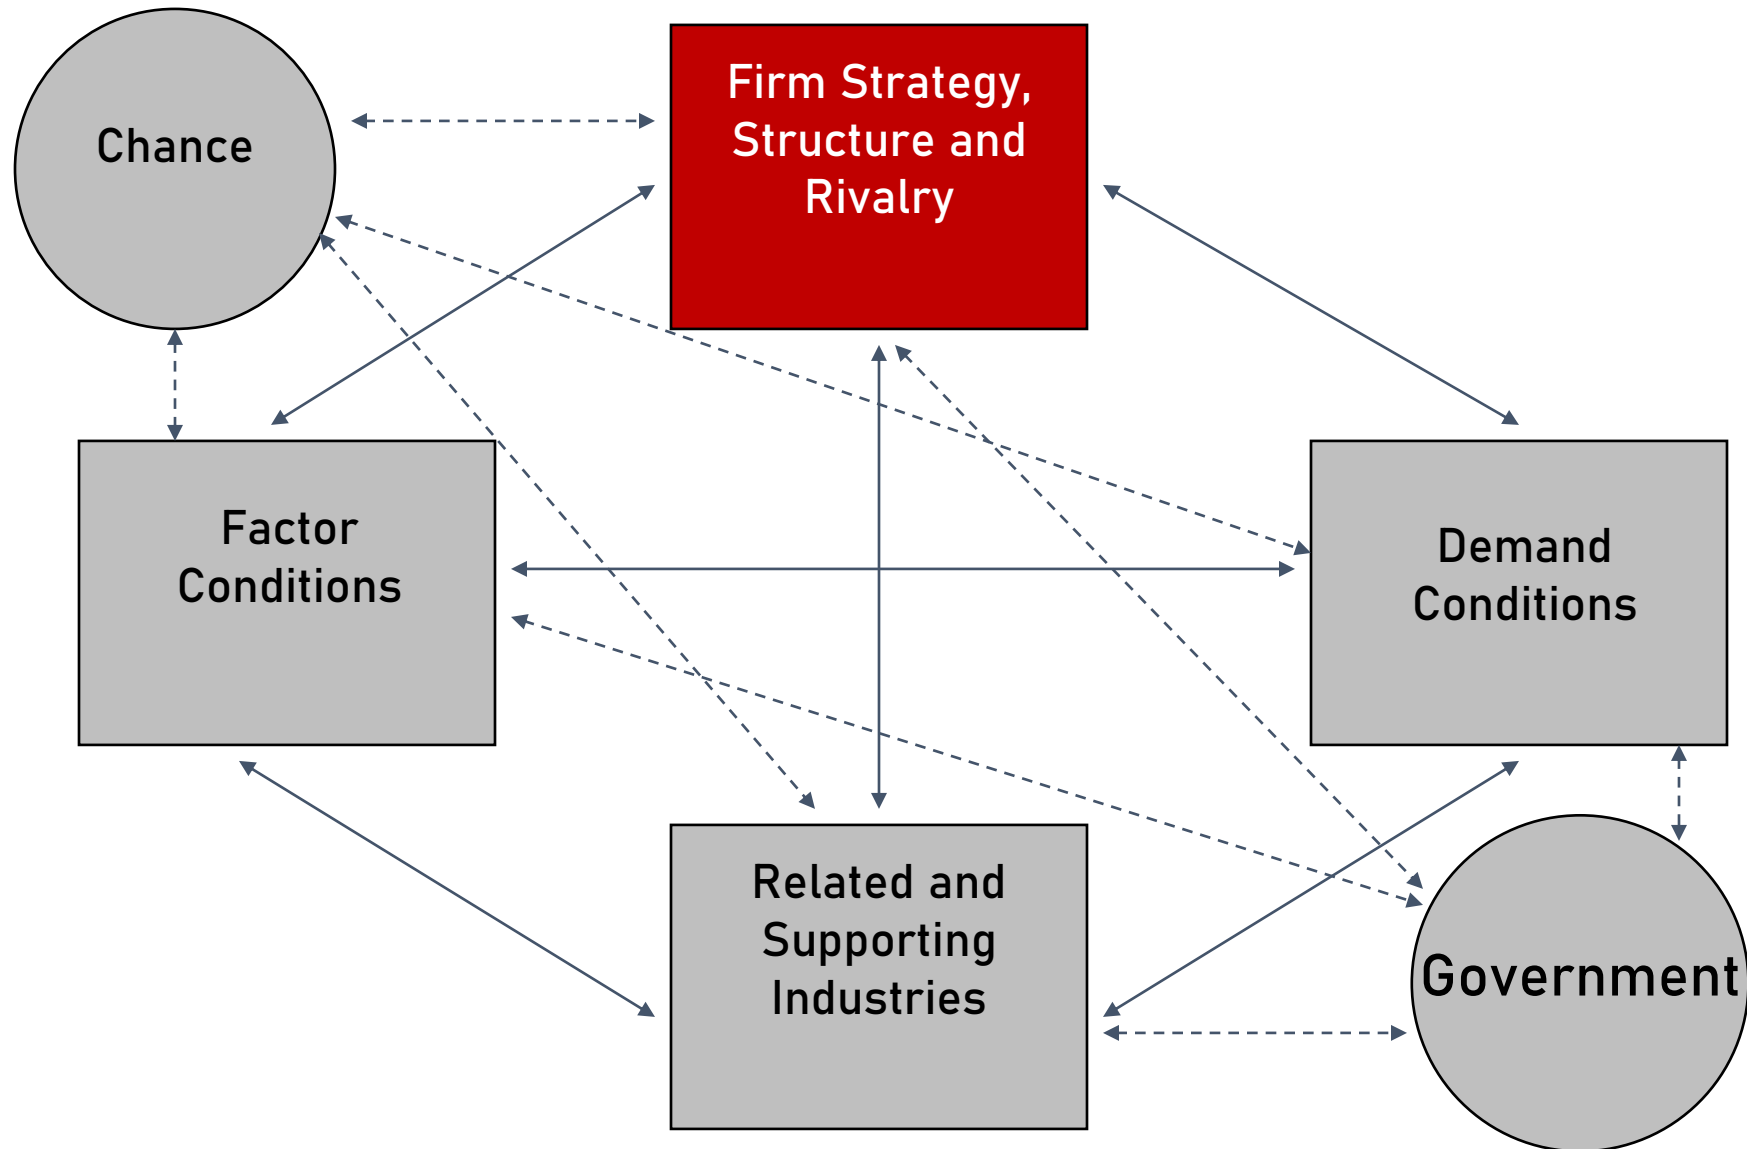 Chance
Firm Strategy,
Structure and
Rivalry
Factor
Conditions
Demand
Conditions
Related and
Supporting
Industries
Government